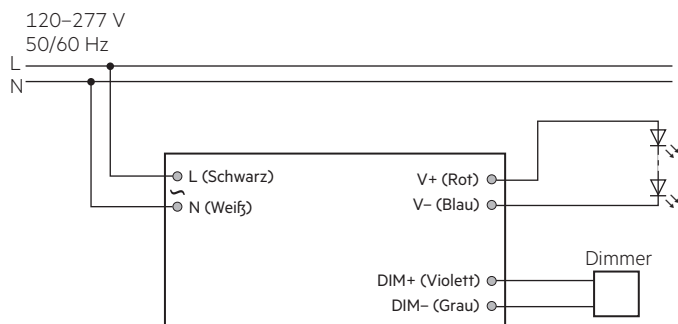 120–277 V
50/60 Hz
L
N
L (Schwarz)
~
N (Weiß)
V+ (Rot)
V– (Blau)
DIM+ (Violett)
DIM– (Grau)
Dimmer